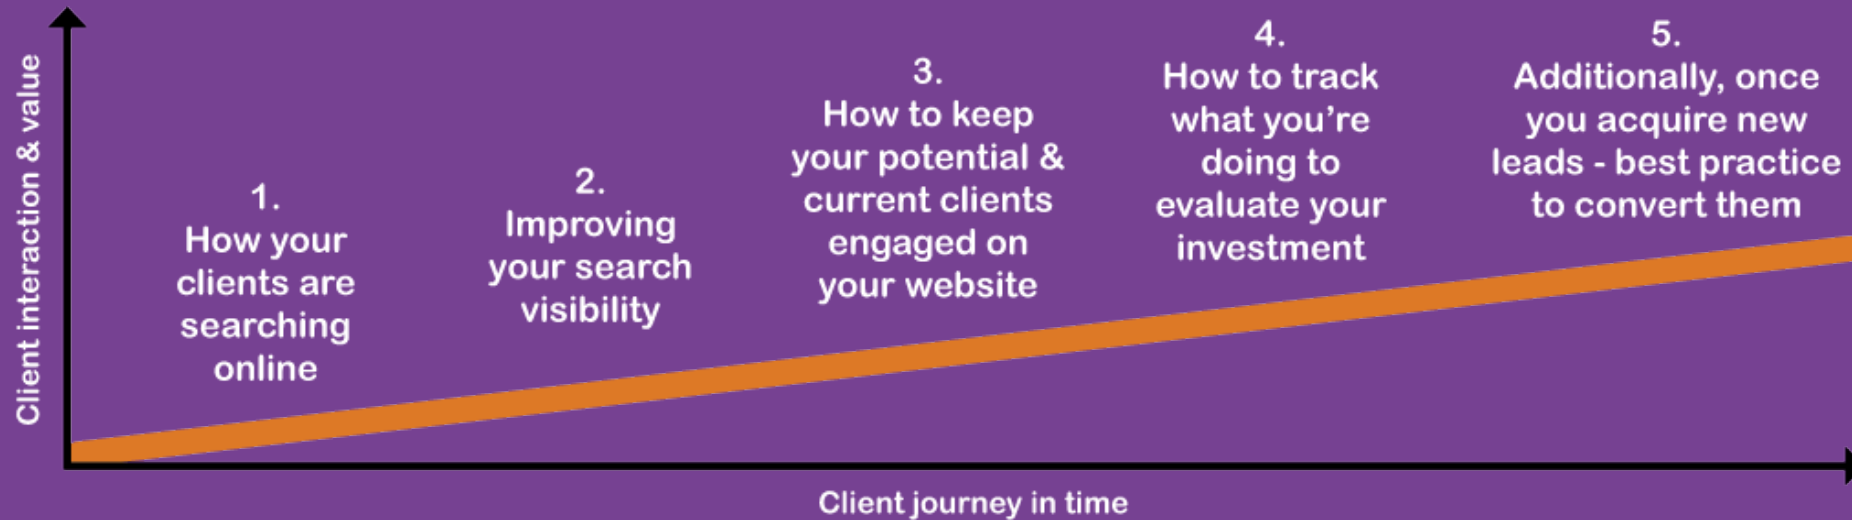 Client interaction & value
1.
How your
clients are
searching
online
2.
Improving
your search
visibility
3.
How to keep
your potential &
current clients
engaged on
your website
4.
How to track
what you’re
doing to
evaluate your
investment
5.
Additionally, once
you acquire new
leads - best practice
to convert them
Client journey in time